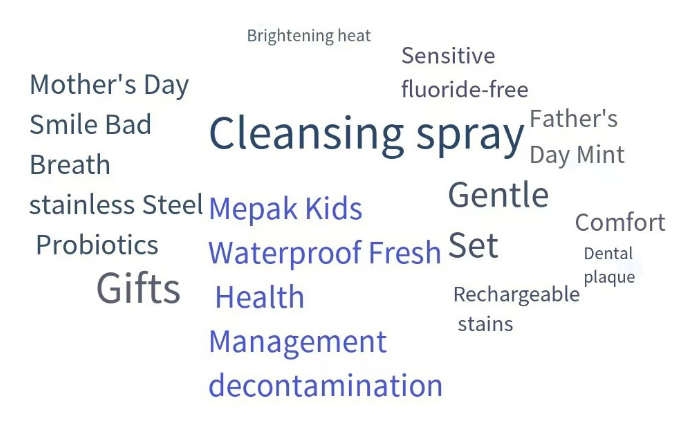 Brightening heat
Sensitive
fluoride-free
Mother's Day
Smile Bad
Breath
stainless Steel
Probiotics
Gifts
Cleansing spray
Father's
Day Mint
Mepak Kids
Waterproof Fresh
Health
Management
decontamination
Gentle
Set
Comfort
Dental
plaque
Rechargeable
stains